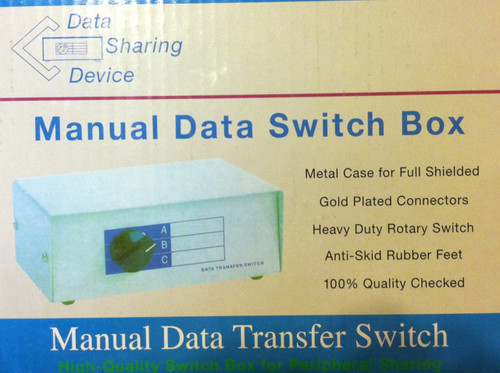 Data
Sharing
Device
Manual Data Switch Box
Metal Case for Full Shielded
Gold Plated Connectors
Heavy Duty Rotary Switch
Anti-Skid Rubber Feet
100% Quality Checked
A
B
C
DATA TRANSFER SWITCH
Manual Data Transfer Switch
High-Quality Switch Box for Peripheral Sharing